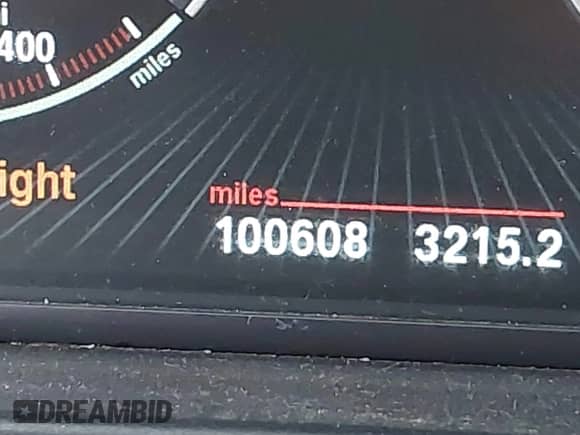 i
400
miles
ight
miles
100608 3215.2
DREAMBID